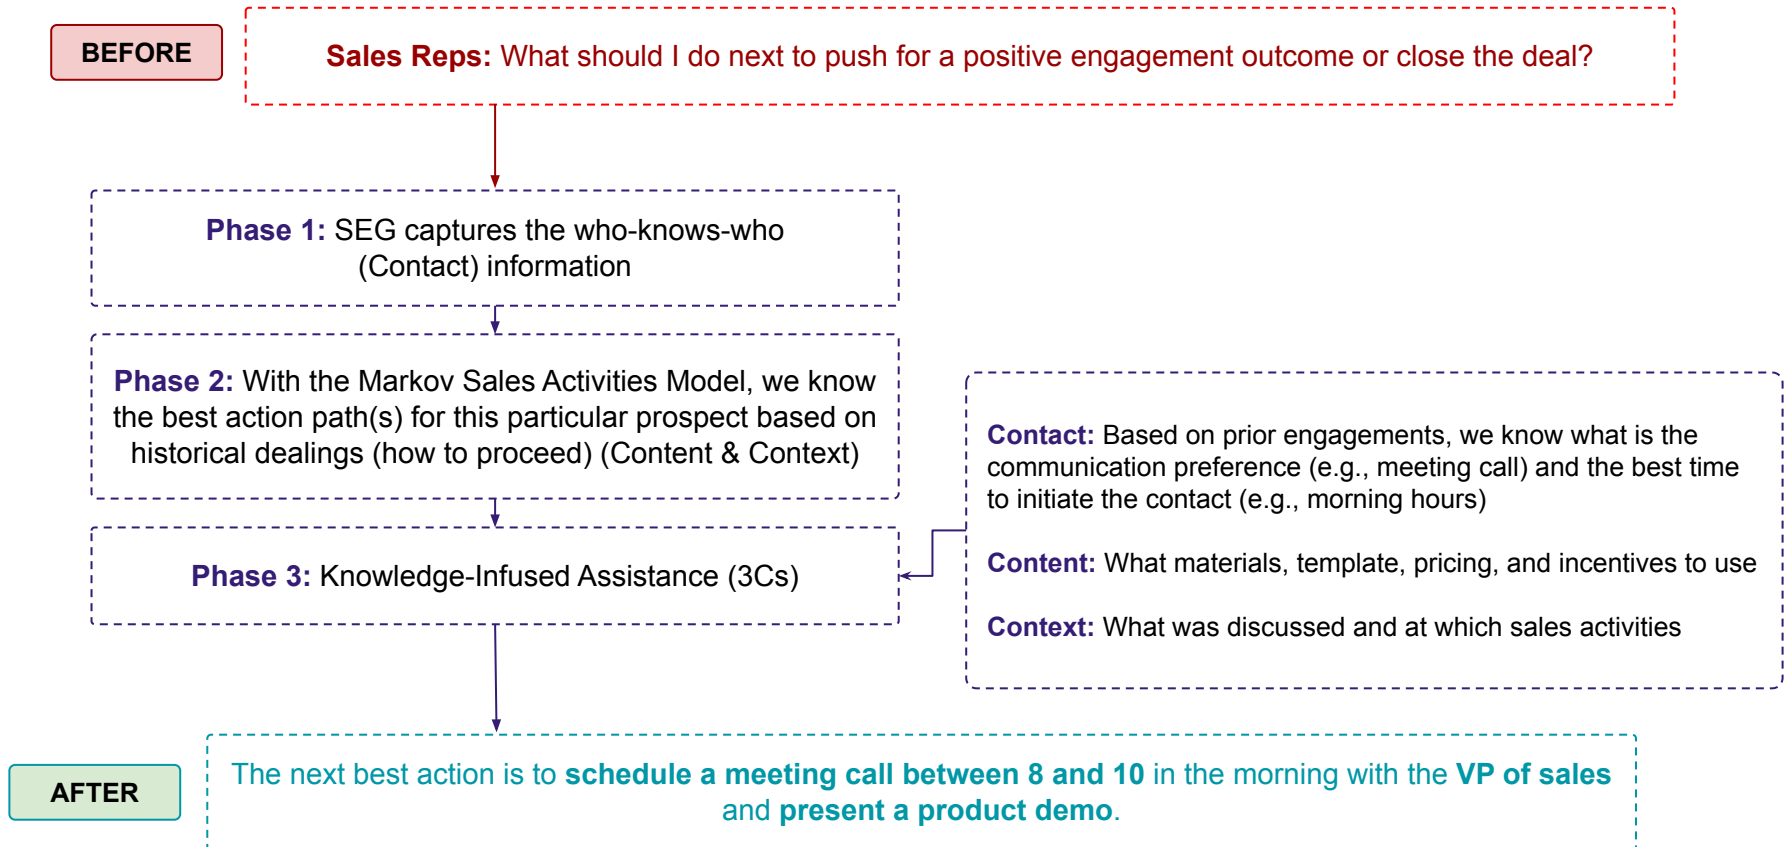 BEFORE
Sales Reps: What should I do next to push for a positive engagement outcome or close the deal?
Phase 1: SEG captures the who-knows-who
(Contact) information
Phase 2: With the Markov Sales Activities Model, we know
the best action path(s) for this particular prospect based on
historical dealings (how to proceed) (Content & Context)
Phase 3: Knowledge-Infused Assistance (3Cs)
Contact: Based on prior engagements, we know what is the
communication preference (e.g., meeting call) and the best time
to initiate the contact (e.g., morning hours)
Content: What materials, template, pricing, and incentives to use
Context: What was discussed and at which sales activities
AFTER
The next best action is to schedule a meeting call between 8 and 10 in the morning with the VP of sales
and present a product demo.